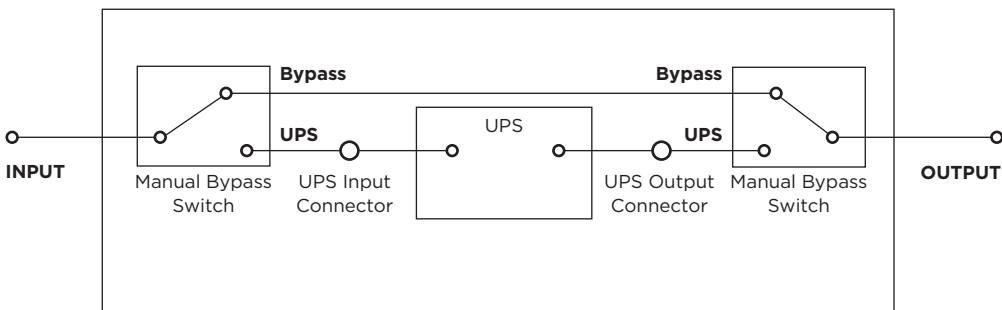 Bypass
Bypass
UPS
UPS
UPS
INPUT
OUTPUT
Manual Bypass
Switch
UPS Input
Connector
UPS Output
Connector
Manual Bypass
Switch